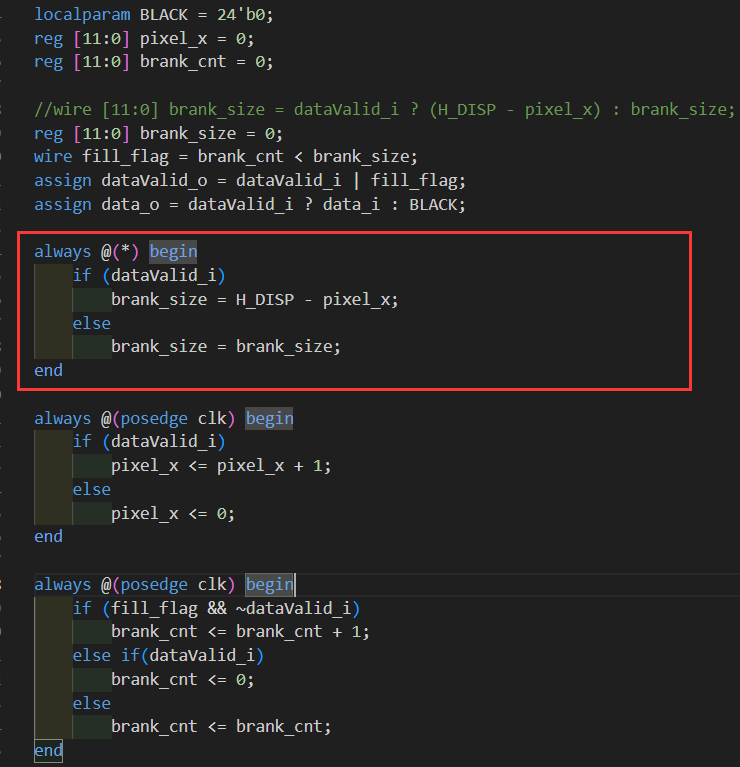 localparam BLACK = 24'b0;
reg [11:0] pixel_x = 0;
reg [11:0] brank_cnt = 0;
//wire [11:0] brank_size = dataValid_i ? (H_DISP - pixel_x) : brank_size;
reg [11:0] brank_size = 0;
wire fill_flag = brank_cnt < brank_size;
assign dataValid_o = dataValid_i | fill_flag;
assign data_o = dataValid_i ? data_i : BLACK;
always @(*) begin
if (dataValid_i)
brank_size = H_DISP - pixel_x;
else
brank_size = brank_size;
end
always @(posedge clk) begin
if (dataValid_i)
pixel_x <= pixel_x + 1;
else
pixel_x <= 0;
end
always @(posedge clk) begin
if (fill_flag && ~dataValid_i)
brank_cnt <= brank_cnt + 1;
else if(dataValid_i)
brank_cnt <= 0;
else
brank_cnt <= brank_cnt;
end